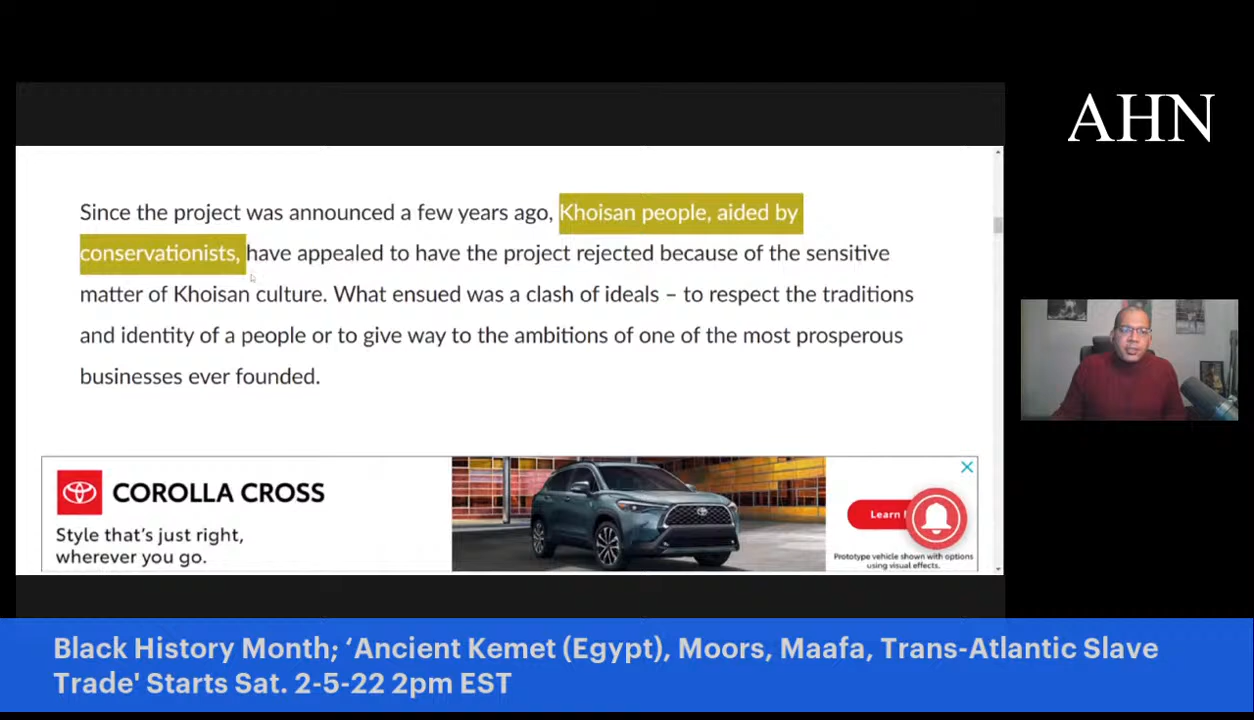 AHN
Since the project was announced a few years ago, Khoisan people, aided by
conservationists, have appealed to have the project rejected because of the sensitive
matter of Khoisan culture. What ensued was a clash of ideals – to respect the traditions
and identity of a people or to give way to the ambitions of one of the most prosperous
businesses ever founded.
COROLLA CROSS
Style that's just right,
wherever you go.
Learn
Prototype vehicle shown with options
using visual effects.
Black History Month; ‘Ancient Kemet (Egypt), Moors, Maafa, Trans-Atlantic Slave
Trade' Starts Sat. 2-5-22 2pm EST